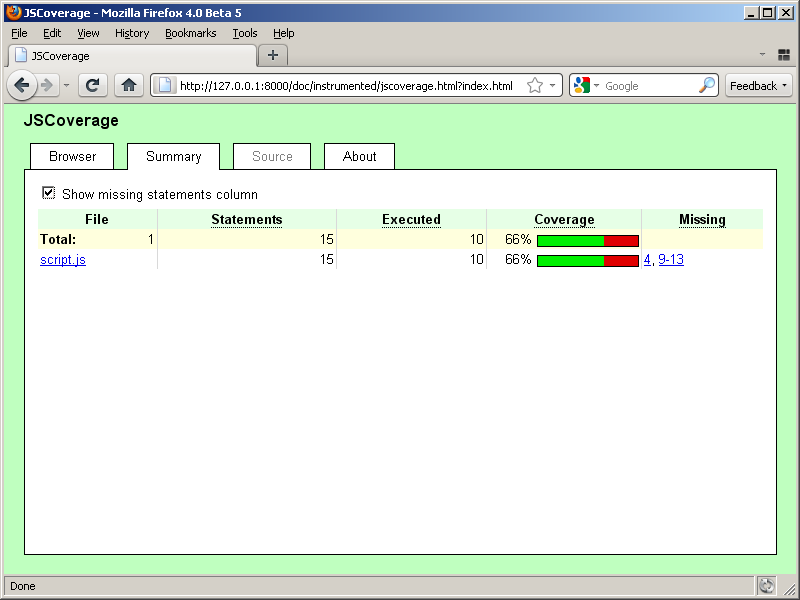 JSCoverage - Mozilla Firefox 4.0 Beta 5
File Edit View History Bookmarks Tools Help
JSCoverage
http://127.0.0.1:8000/doc/instrumented/jscoverage.html?index.html Google Feedback
JSCoverage
Browser Summary Source About
Show missing statements column
File Statements Executed Coverage Missing
Total: 1 15 10 66%
script.js 15 10 66% 4, 9-13
Done